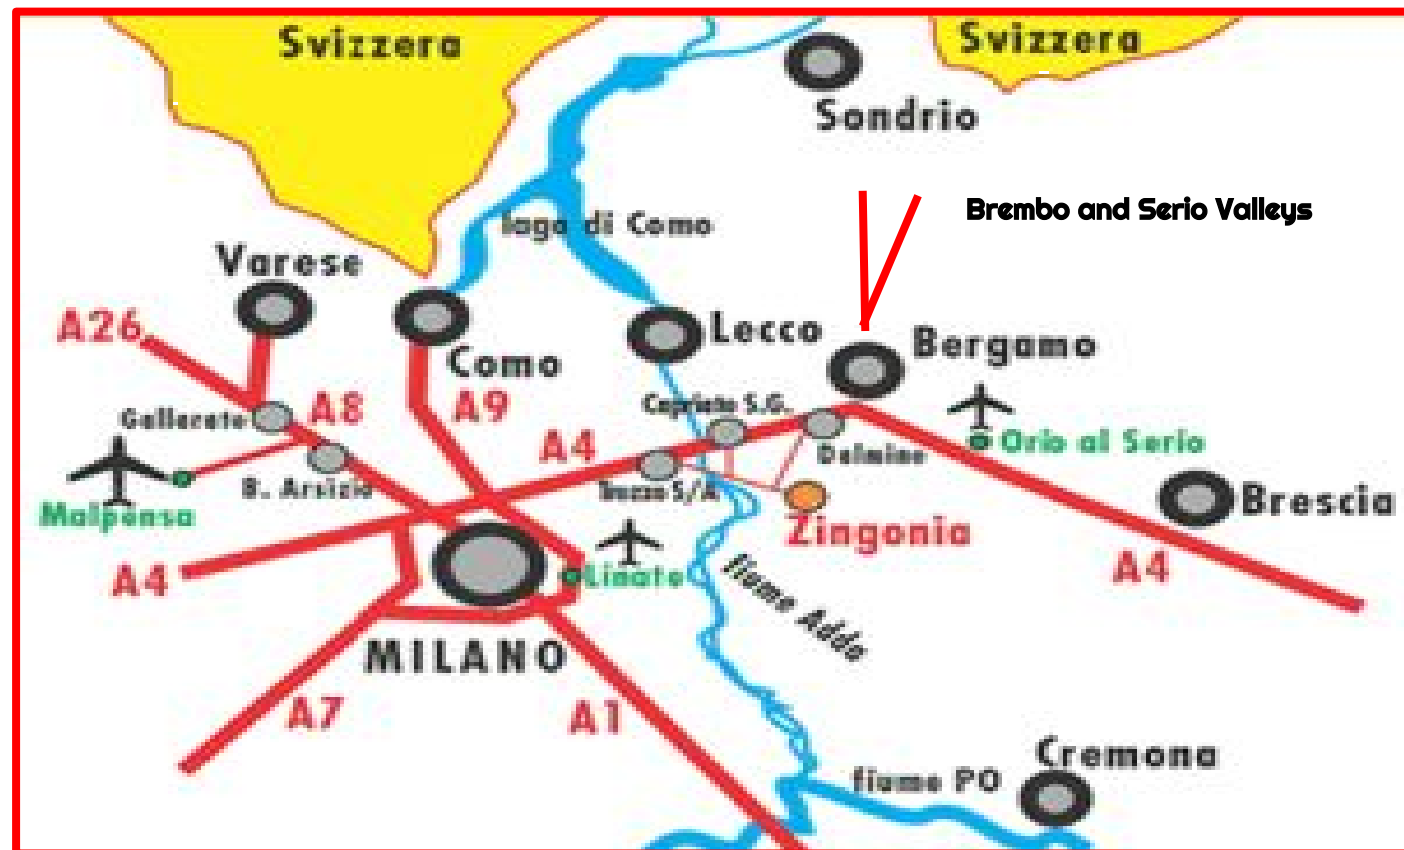 Svizzera
Svizzera
Sondrio
Brembo and Serio Valleys
lago di Como
Varese
A26
Lecco
Bergamo
Como
Gallarate
A8
A9
Capriate S.G.
A4
Dalmine
Orio al Serio
B. Arsizio
Trezzo S/A
Malpensa
Zingonia
Brescia
A4
Linate
A4
fiume Adda
MILANO
A7
A1
Cremona
fiume PO